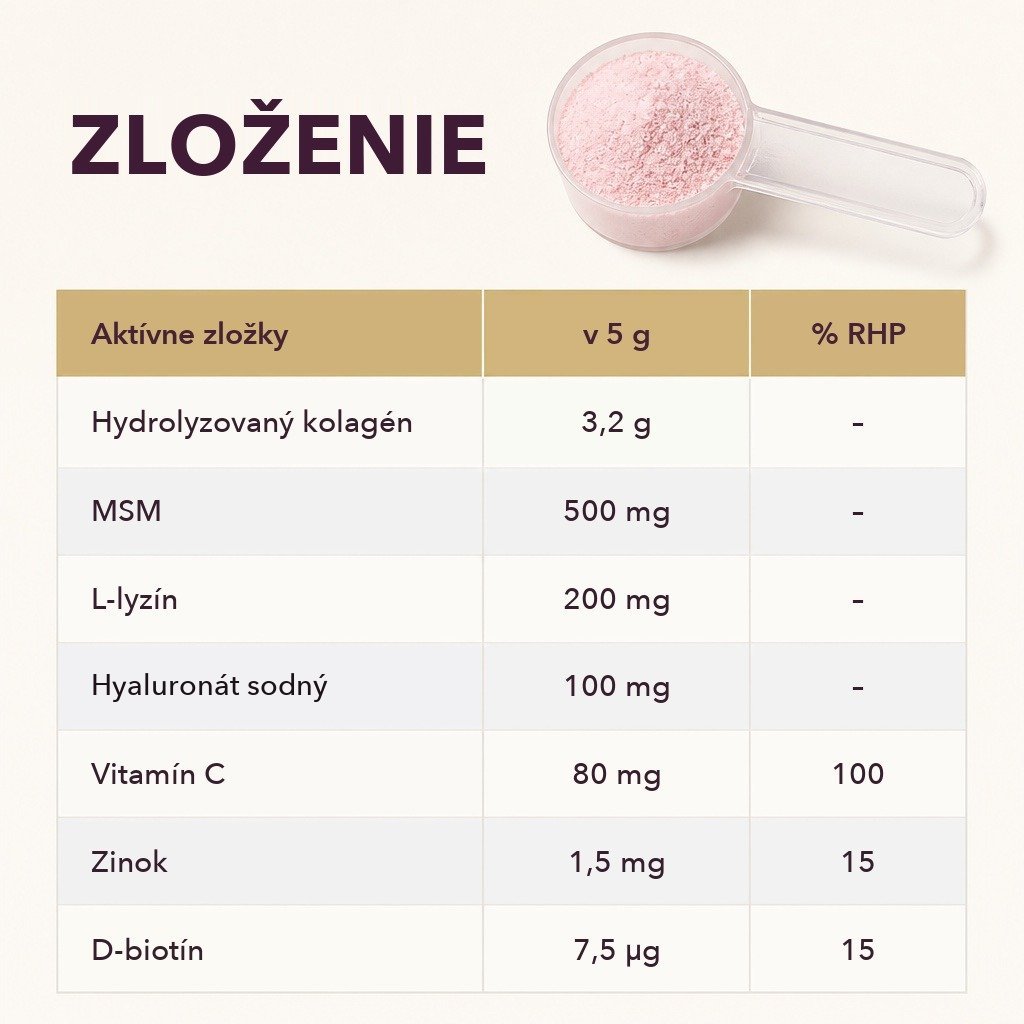 ZLOŽENIE
Aktívne zložky v 5 g % RHP
Hydrolyzovaný kolagén 3,2 g –
MSM 500 mg –
L-lyzín 200 mg –
Hyaluronát sodný 100 mg –
Vitamín C 80 mg 100
Zinok 1,5 mg 15
D-biotín 7,5 µg 15